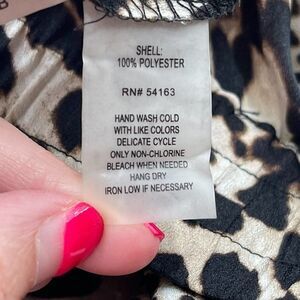 SHELL:
100% POLYESTER
RN# 54163
HAND WASH COLD
WITH LIKE COLORS
DELICATE CYCLE
ONLY NON-CHLORINE
BLEACH WHEN NEEDED
HANG DRY
IRON LOW IF NECESSARY